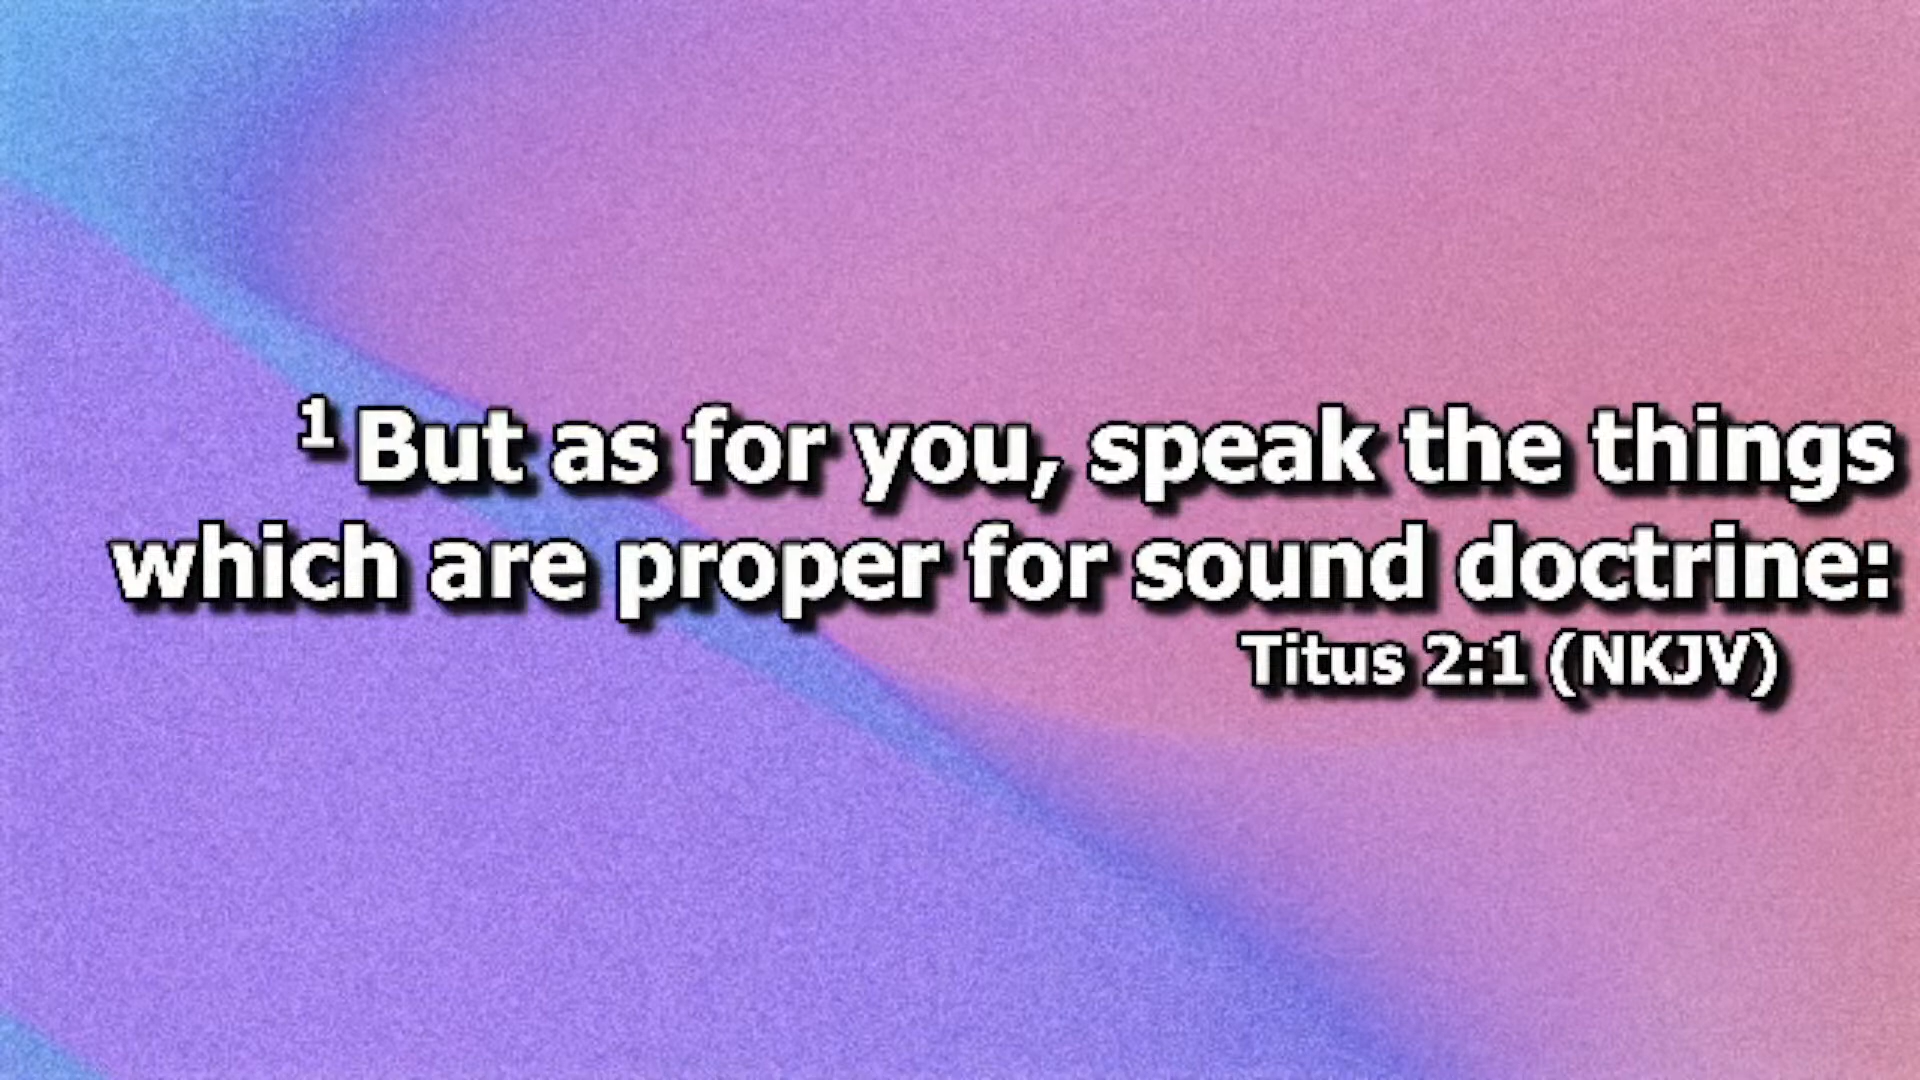 1 But as for you, speak the things
which are proper for sound doctrine:
Titus 2:1 (NKJV)